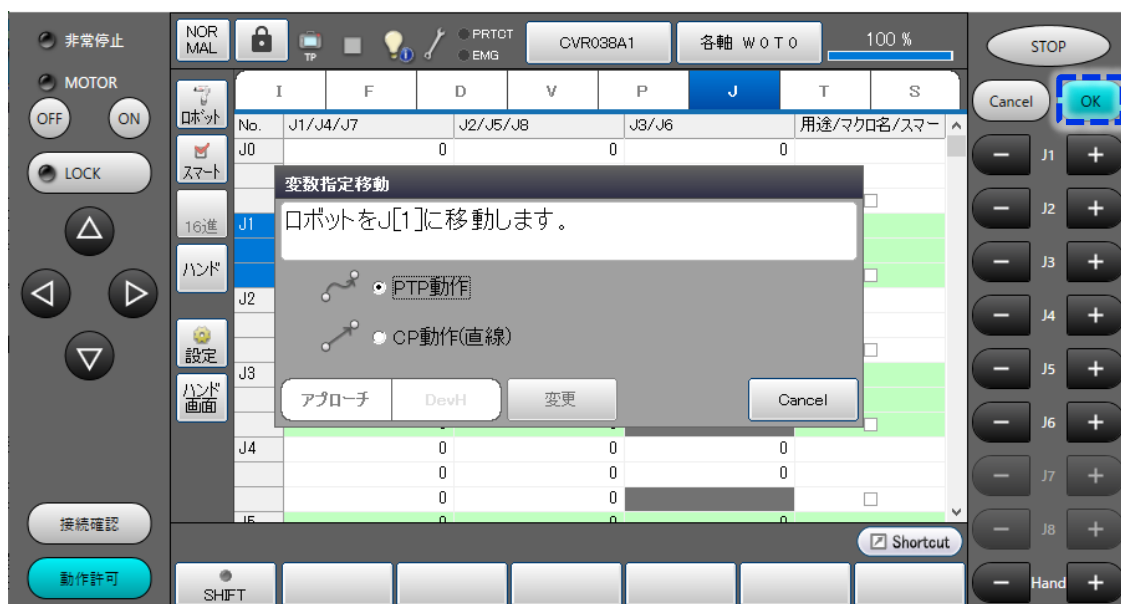 非常停止
MOTOR
OFF
ON
LOCK
接続確認
動作許可
NOR
MAL
TP
PRTCT
EMG
CVR038A1
各軸 W0T0
100 %
ロボット
スマート
16進
ハンド
設定
ハンド
画面
I F D V P J T S
No. J1/J4/J7 J2/J5/J8 J3/J6 用途/マクロ名/スマー
J0 0 0 0
J1
J2
J3
変数指定移動
ロボットをJ[1]に移動します。
PTP動作
CP動作(直線)
アプローチ
DevH
変更
Cancel
J4 0 0 0
0 0 0
0 0
Shortcut
SHIFT
STOP
Cancel
OK
− J1 +
− J2 +
− J3 +
− J4 +
− J5 +
− J6 +
− J7 +
− J8 +
− Hand +